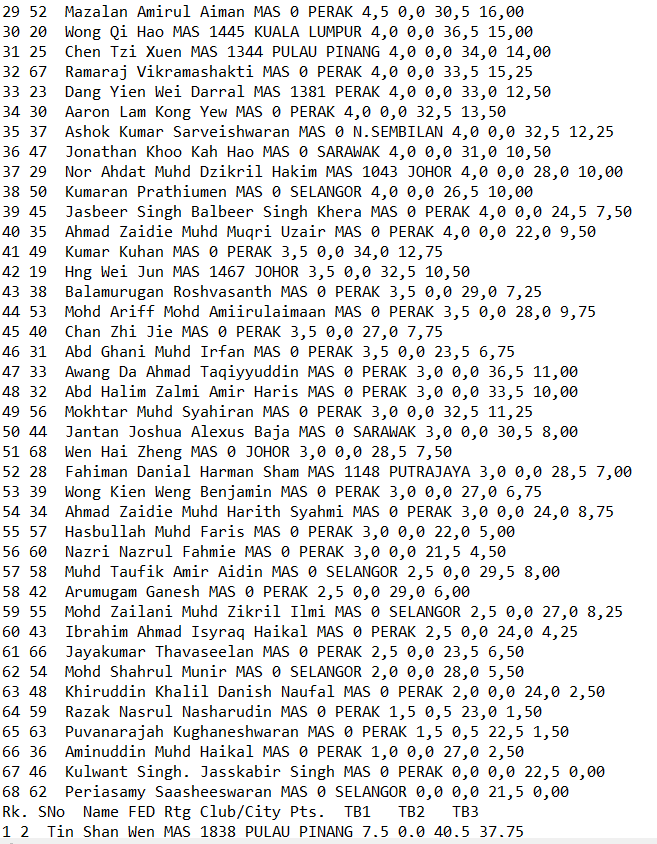 29 52  Mazalan Amirul Aiman MAS 0 PERAK 4,5 0,0 30,5 16,00
30 20  Wong Qi Hao MAS 1445 KUALA LUMPUR 4,0 0,0 36,5 15,00
31 25  Chen Tzi Xuen MAS 1344 PULAU PINANG 4,0 0,0 34,0 14,00
32 67  Ramaraj Vikramashakti MAS 0 PERAK 4,0 0,0 33,5 15,25
33 23  Dang Yien Wei Darral MAS 1381 PERAK 4,0 0,0 33,0 12,50
34 30  Aaron Lam Kong Yew MAS 0 PERAK 4,0 0,0 32,5 13,50
35 37  Ashok Kumar Sarveishwaran MAS 0 N.SEMBILAN 4,0 0,0 32,5 12,25
36 47  Jonathan Khoo Kah Hao MAS 0 SARAWAK 4,0 0,0 31,0 10,50
37 29  Nor Ahdat Muhd Dzikril Hakim MAS 1043 JOHOR 4,0 0,0 28,0 10,00
38 50  Kumaran Prathiumen MAS 0 SELANGOR 4,0 0,0 26,5 10,00
39 45  Jasbeer Singh Balbeer Singh Khera MAS 0 PERAK 4,0 0,0 24,5 7,50
40 35  Ahmad Zaidie Muhd Muqri Uzair MAS 0 PERAK 4,0 0,0 22,0 9,50
41 49  Kumar Kuhan MAS 0 PERAK 3,5 0,0 34,0 12,75
42 19  Hng Wei Jun MAS 1467 JOHOR 3,5 0,0 32,5 10,50
43 38  Balamurugan Roshvasanth MAS 0 PERAK 3,5 0,0 29,0 7,25
44 53  Mohd Ariff Mohd Amiirulaimaan MAS 0 PERAK 3,5 0,0 28,0 9,75
45 40  Chan Zhi Jie MAS 0 PERAK 3,5 0,0 27,0 7,75
46 31  Abd Ghani Muhd Irfan MAS 0 PERAK 3,5 0,0 23,5 6,75
47 33  Awang Da Ahmad Taqiyyuddin MAS 0 PERAK 3,0 0,0 36,5 11,00
48 32  Abd Halim Zalmi Amir Haris MAS 0 PERAK 3,0 0,0 33,5 10,00
49 56  Mokhtar Muhd Syahiran MAS 0 PERAK 3,0 0,0 32,5 11,25
50 44  Jantan Joshua Alexus Baja MAS 0 SARAWAK 3,0 0,0 30,5 8,00
51 68  Wen Hai Zheng MAS 0 JOHOR 3,0 0,0 28,5 7,50
52 28  Fahiman Danial Harman Sham MAS 1148 PUTRAJAYA 3,0 0,0 28,5 7,00
53 39  Wong Kien Weng Benjamin MAS 0 PERAK 3,0 0,0 27,0 6,75
54 34  Ahmad Zaidie Muhd Harith Syahmi MAS 0 PERAK 3,0 0,0 24,0 8,75
55 57  Hasbullah Muhd Faris MAS 0 PERAK 3,0 0,0 22,0 5,00
56 60  Nazri Nazrul Fahmie MAS 0 PERAK 3,0 0,0 21,5 4,50
57 58  Muhd Taufik Amir Aidin MAS 0 SELANGOR 2,5 0,0 29,5 8,00
58 42  Arumugam Ganesh MAS 0 PERAK 2,5 0,0 29,0 6,00
59 55  Mohd Zailani Muhd Zikril Ilmi MAS 0 SELANGOR 2,5 0,0 27,0 8,25
60 43  Ibrahim Ahmad Isyraq Haikal MAS 0 PERAK 2,5 0,0 24,0 4,25
61 66  Jayakumar Thavaseelan MAS 0 PERAK 2,5 0,0 23,5 6,50
62 54  Mohd Shahrul Munir MAS 0 SELANGOR 2,0 0,0 28,0 5,50
63 48  Khiruddin Khalil Danish Naufal MAS 0 PERAK 2,0 0,0 24,0 2,50
64 59  Razak Nasrul Nasharudin MAS 0 PERAK 1,5 0,5 23,0 1,50
65 63  Puvanarajah Kughaneshwaran MAS 0 PERAK 1,5 0,5 22,5 1,50
66 36  Aminuddin Muhd Haikal MAS 0 PERAK 1,0 0,0 27,0 2,50
67 46  Kulwant Singh. Jasskabir Singh MAS 0 PERAK 0,0 0,0 22,5 0,00
68 62  Periasamy Saasheeswaran MAS 0 SELANGOR 0,0 0,0 21,5 0,00
Rk. SNo  Name FED Rtg Club/City Pts.  TB1   TB2   TB3
1 2  Tin Shan Wen MAS 1838 PULAU PINANG 7,5 0,0 40,5 37,75